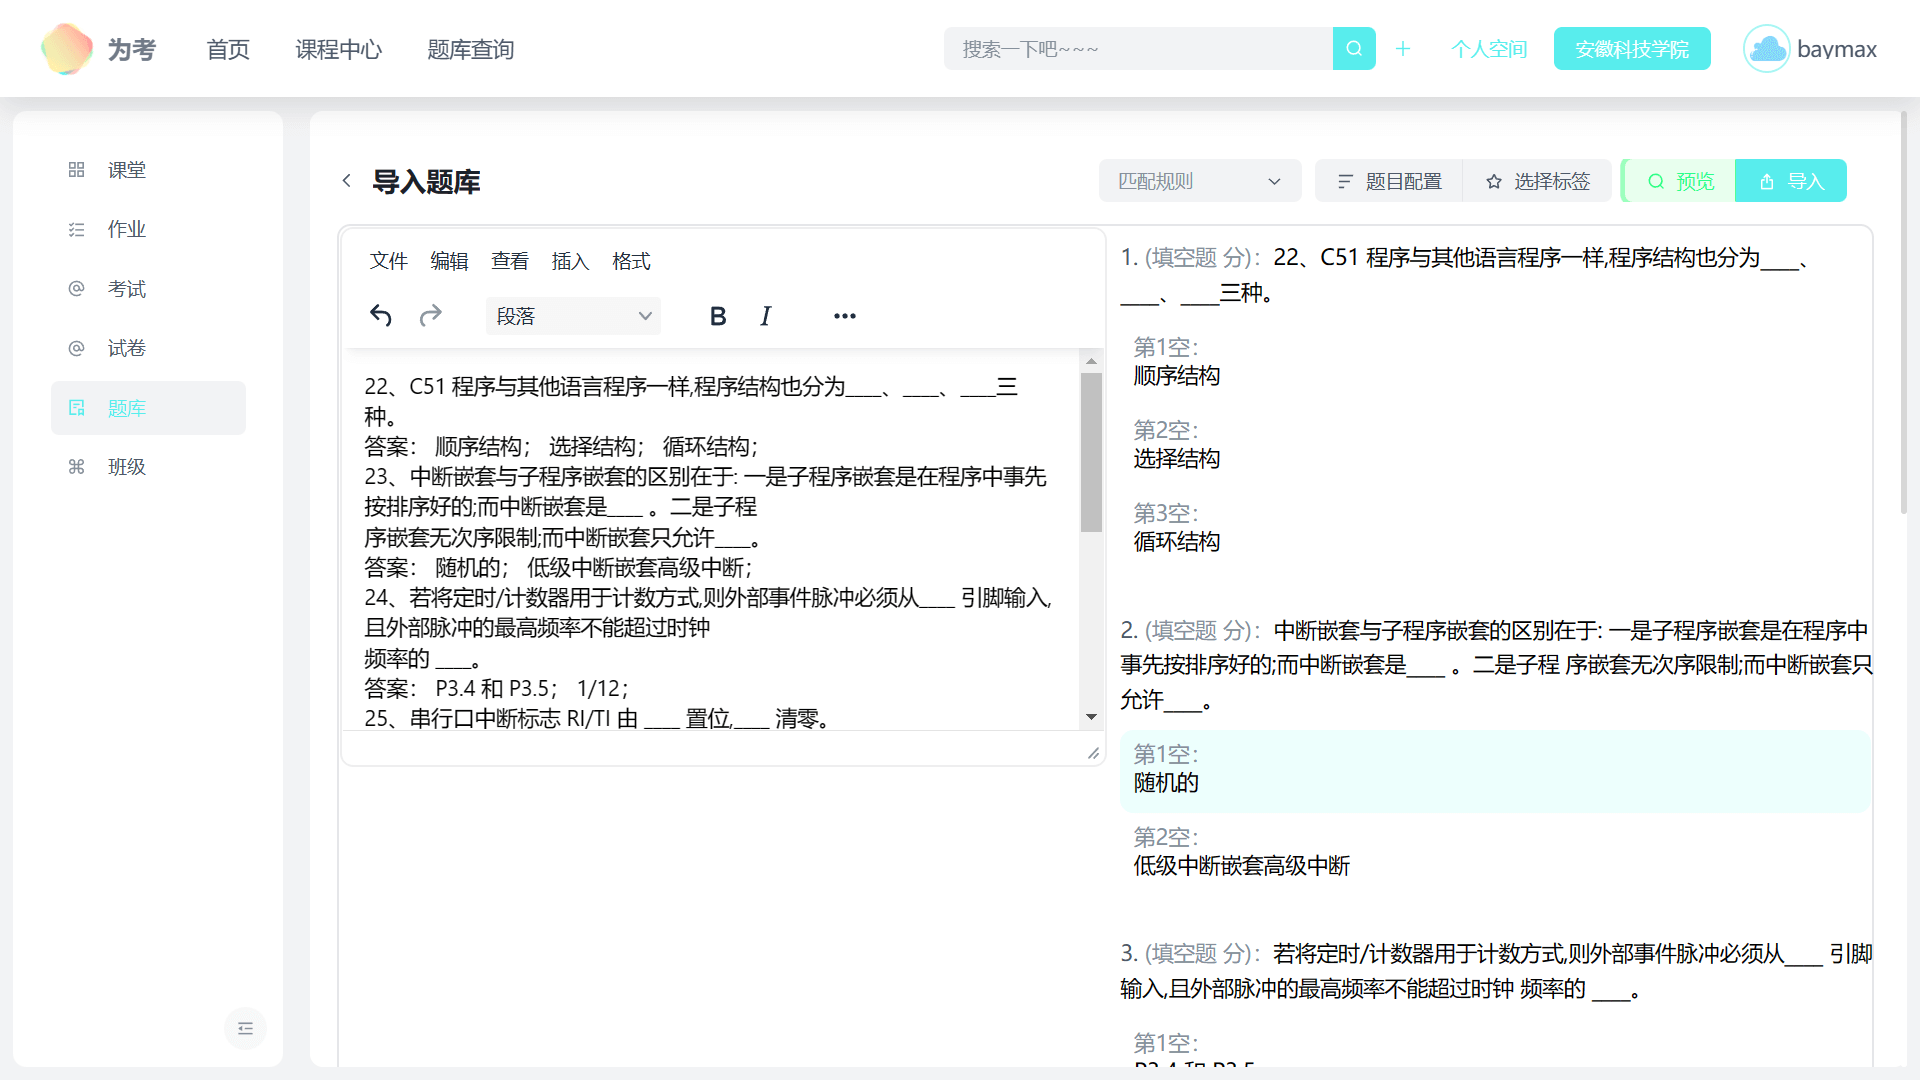 为考
首页
课程中心
题库查询
搜索一下吧~~~
个人空间
安徽科技学院
baymax
课堂
作业
考试
试卷
题库
班级
导入题库
匹配规则
题目配置
选择标签
预览
导入
文件 编辑 查看 插入 格式
段落
B I
22、C51 程序与其他语言程序一样,程序结构也分为____、____、____三
种。
答案： 顺序结构； 选择结构； 循环结构；
23、中断嵌套与子程序嵌套的区别在于: 一是子程序嵌套是在程序中事先
按排序好的;而中断嵌套是____ 。二是子程
序嵌套无次序限制;而中断嵌套只允许____。
答案： 随机的； 低级中断嵌套高级中断；
24、若将定时/计数器用于计数方式,则外部事件脉冲必须从____ 引脚输入,
且外部脉冲的最高频率不能超过时钟
频率的 ____。
答案： P3.4 和 P3.5； 1/12；
25、串行口中断标志 RI/TI 由 ____ 置位,____ 清零。
1. (填空题 分)：22、C51 程序与其他语言程序一样,程序结构也分为____、
____、____三种。
第1空：
顺序结构
第2空：
选择结构
第3空：
循环结构
2. (填空题 分)：中断嵌套与子程序嵌套的区别在于: 一是子程序嵌套是在程序中
事先按排序好的;而中断嵌套是____ 。二是子程 序嵌套无次序限制;而中断嵌套只
允许____。
第1空：
随机的
第2空：
低级中断嵌套高级中断
3. (填空题 分)：若将定时/计数器用于计数方式,则外部事件脉冲必须从____ 引脚
输入,且外部脉冲的最高频率不能超过时钟 频率的 ____。
第1空：
P3.4 和 P3.5